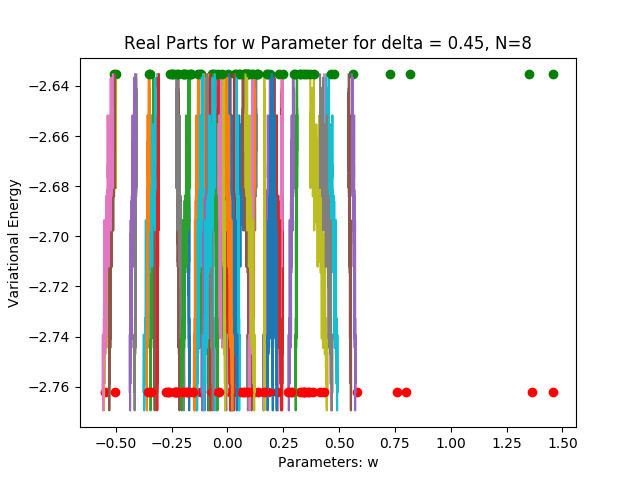 Real Parts for w Parameter for delta = 0.45, N=8
Variational Energy
−2.64
−2.66
−2.68
−2.70
−2.72
−2.74
−2.76
−0.50 −0.25 0.00 0.25 0.50 0.75 1.00 1.25 1.50
Parameters: w